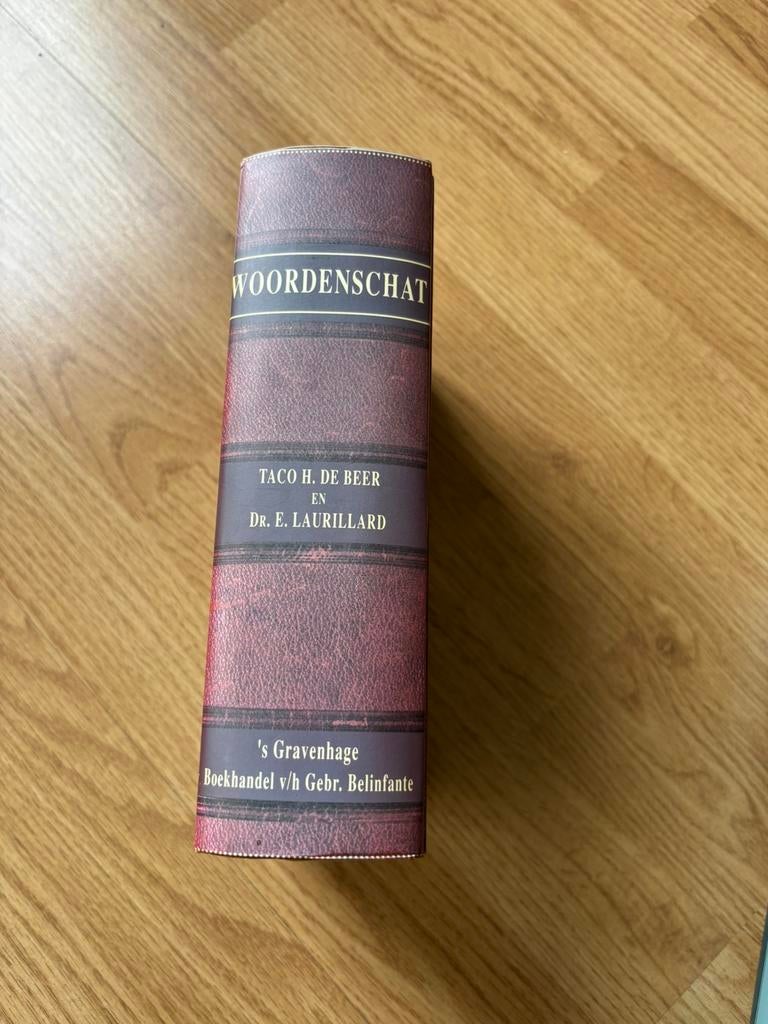 WOORDENSCHAT
TACO H. DE BEER
EN
DR. E. LAURILLARD
's Gravenhage
Boekhandel v/h Gebr. Belinfante